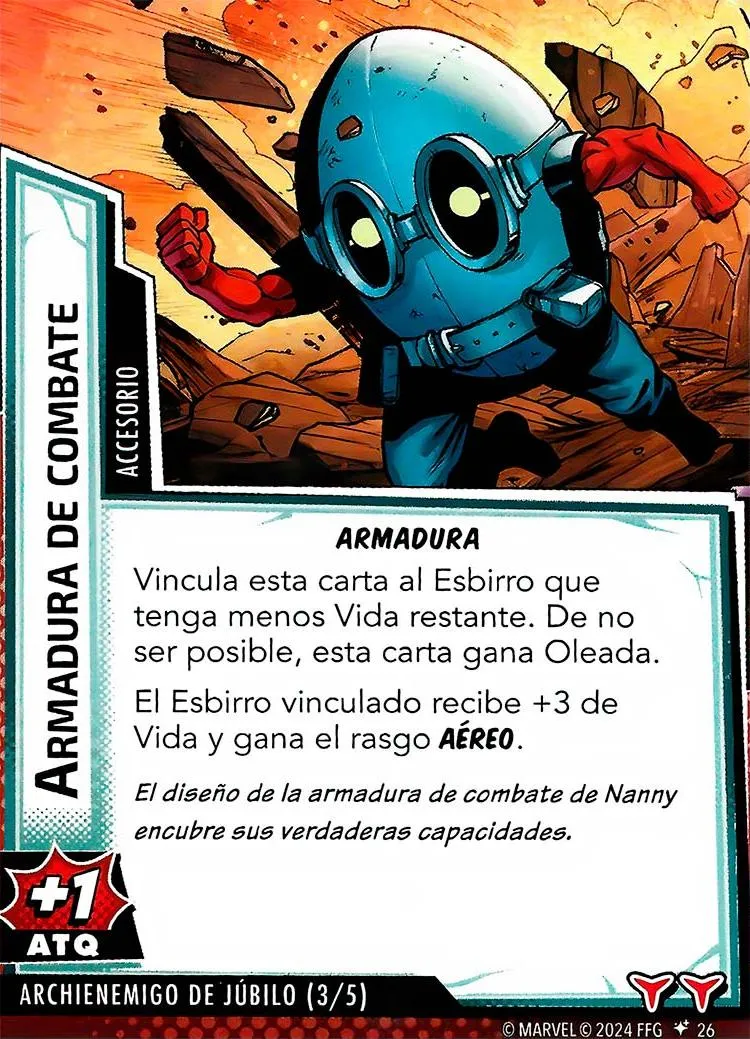 ARMADURA DE COMBATE
ACCESORIO
ARMADURA
Vincula esta carta al Esbirro que
tenga menos Vida restante. De no
ser posible, esta carta gana Oleada.
El Esbirro vinculado recibe +3 de
Vida y gana el rasgo AÉREO.
El diseño de la armadura de combate de Nanny
encubre sus verdaderas capacidades.
+1
ATQ
ARCHIENEMIGO DE JÚBILO (3/5)
© MARVEL © 2024 FFG 26